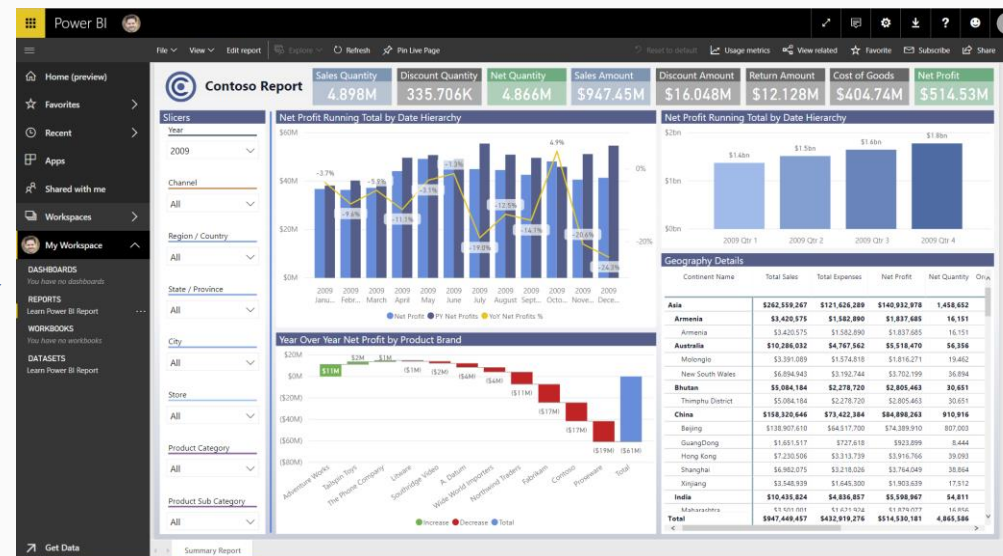 Power BI
File View Edit report Explore Refresh Pin Live Page Reset to default Usage metrics View related Favorite Subscribe Share
Home (preview)
Favorites
Recent
Apps
Shared with me
Workspaces
My Workspace
DASHBOARDS
You have no dashboards
REPORTS
Learn Power BI Report
WORKBOOKS
You have no workbooks
DATASETS
Learn Power BI Report
Get Data
Contoso Report
Sales Quantity
4.898M
Discount Quantity
335.706K
Net Quantity
4.866M
Sales Amount
$947.45M
Discount Amount
$16.048M
Return Amount
$12.128M
Cost of Goods
$404.74M
Net Profit
$514.53M
Slicers
Year
2009
Channel
All
Region / Country
All
State / Province
All
City
All
Store
All
Product Category
All
Product Sub Category
All
Net Profit Running Total by Date Hierarchy
$60M
$40M
$20M
$0M
0%
-20%
-3.7% -9.6% -5.8% -11.3% -3.1% -1.3% -19.0% -12.5% -14.1% 4.9% -20.6% -24.3%
2009 2009 2009 2009 2009 2009 2009 2009 2009 2009 2009 2009
Janu... Febr... March April May June July August Sept... Octo... Nove... Dece...
Net Profit PY Net Profits YoY Net Profits %
Year Over Year Net Profit by Product Brand
$20M
$0M
($20M)
($40M)
($60M)
($80M)
$11M $2M $1M ($1M) ($2M) ($4M) ($4M) ($11M) ($17M) ($17M) ($19M) ($61M)
Adventure Works Tailspin Toys The Phone Company Litware Southridge Video A. Datum Wide World Importers Northwind Traders Fabrikam Contoso Proseware Total
Increase Decrease Total
Net Profit Running Total by Date Hierarchy
$2bn
$1bn
$0bn
$1.4bn $1.5bn $1.6bn $1.8bn
2009 Qtr 1 2009 Qtr 2 2009 Qtr 3 2009 Qtr 4
Geography Details
Continent Name Total Sales Total Expenses Net Profit Net Quantity
Asia $262,559,267 $121,626,289 $140,932,978 1,458,652
Armenia $3,420,575 $1,582,890 $1,837,685 16,151
Armenia $3,420,575 $1,582,890 $1,837,685 16,151
Australia $10,286,032 $4,767,562 $5,518,470 56,356
Molonglo $3,391,089 $1,574,818 $1,816,271 19,462
New South Wales $6,894,943 $3,192,744 $3,702,199 36,894
Bhutan $5,084,184 $2,278,720 $2,805,463 30,651
Thimphu District $5,084,184 $2,278,720 $2,805,463 30,651
China $158,320,646 $73,422,384 $84,898,263 910,916
Beijing $138,907,610 $64,517,700 $74,389,910 807,003
GuangDong $1,651,517 $727,618 $923,899 8,444
Hong Kong $7,230,506 $3,313,739 $3,916,766 39,093
Shanghai $6,982,075 $3,218,026 $3,764,049 38,864
Xinjiang $3,548,939 $1,645,300 $1,903,639 17,512
India $10,435,824 $4,836,857 $5,598,967 54,811
Maharashtra
Total $947,449,457 $432,919,276 $514,530,181 4,865,586
Summary Report